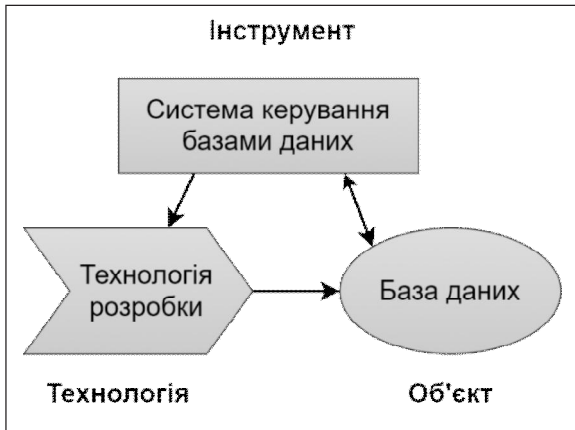 Інструмент
Система керування
базами даних
Технологія
розробки
База даних
Технологія
Об'єкт